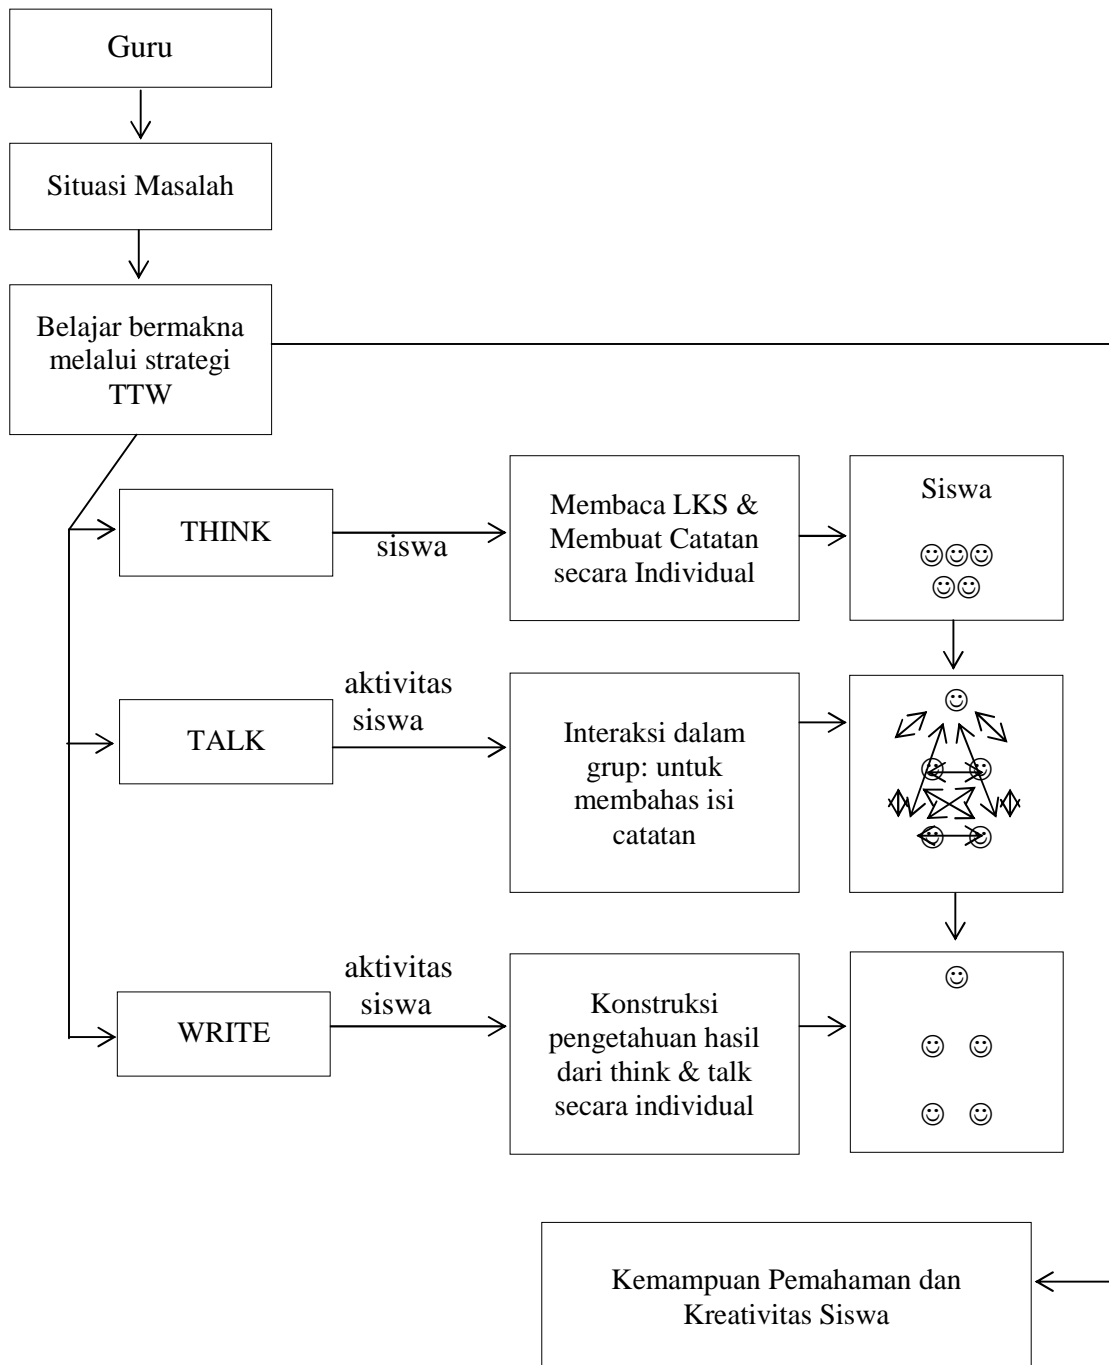 Guru
Situasi Masalah
Belajar bermakna
melalui strategi
TTW
THINK
siswa
Membaca LKS &
Membuat Catatan
secara Individual
Siswa
TALK
aktivitas
siswa
Interaksi dalam
grup: untuk
membahas isi
catatan
WRITE
aktivitas
siswa
Konstruksi
pengetahuan hasil
dari think & talk
secara individual
Kemampuan Pemahaman dan
Kreativitas Siswa